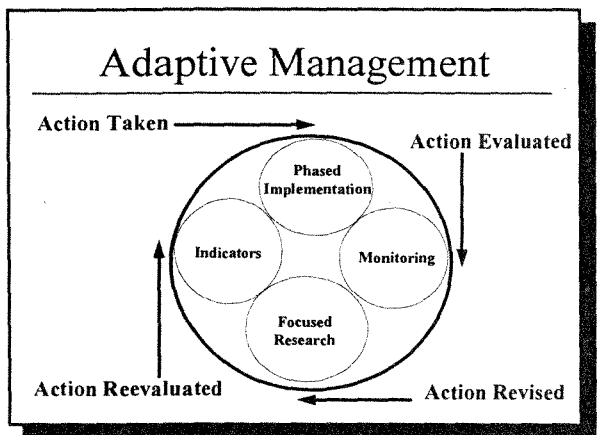 Adaptive Management
Action Taken
Action Evaluated
Phased
Implementation
Indicators
Monitoring
Focused
Research
Action Reevaluated
Action Revised